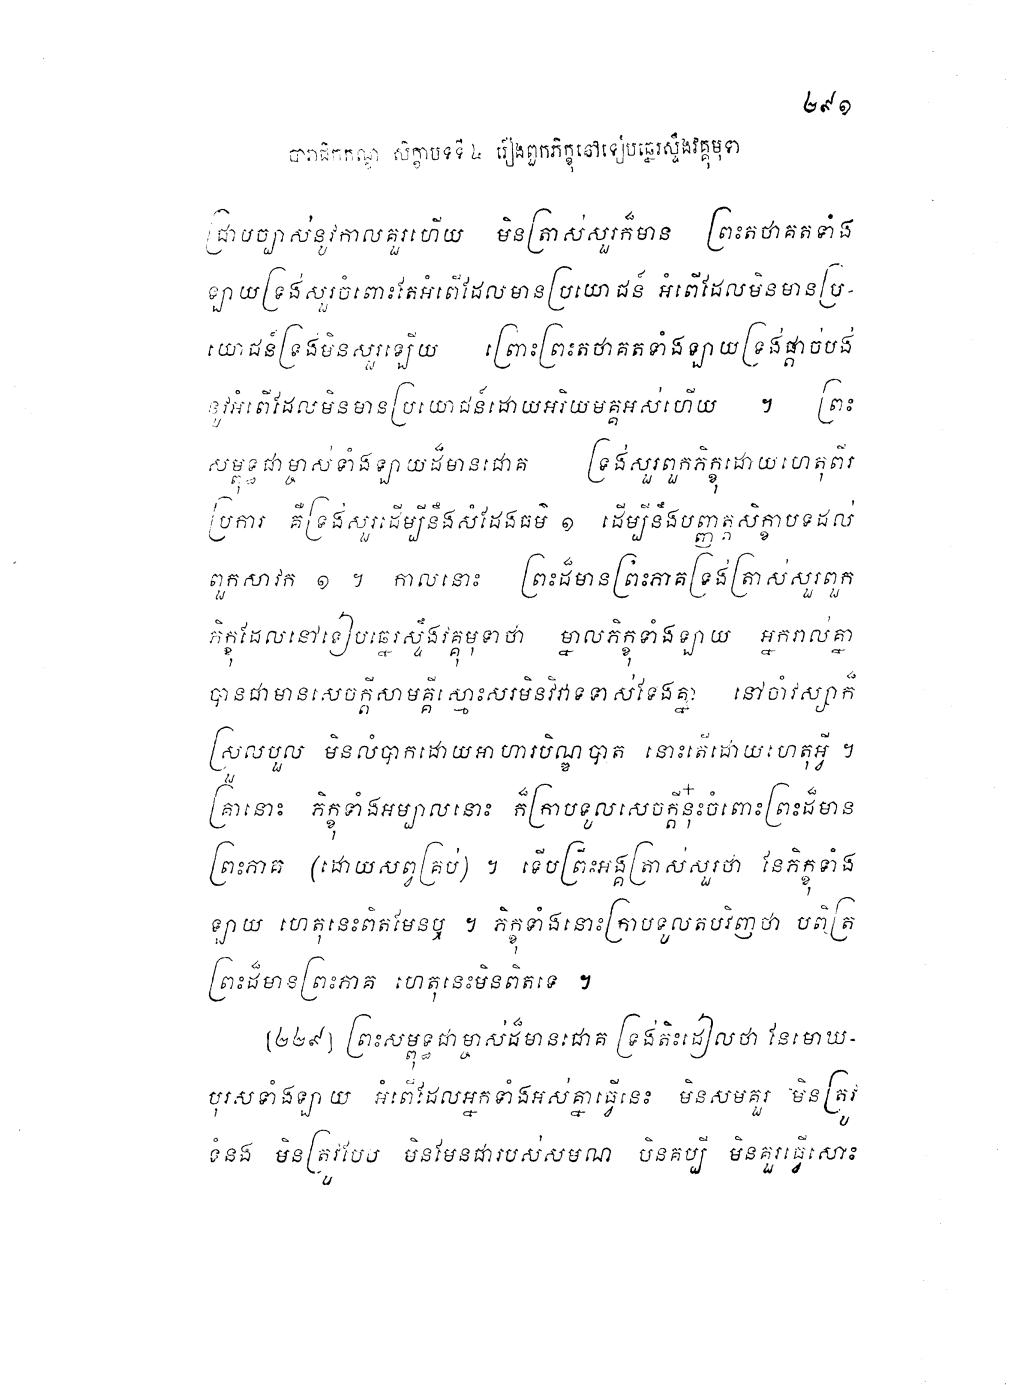 ២៩១
បារាជិកកណ្ឌ សិក្ខាបទទី ៤ រឿងពួកភិក្ខុនៅទៀបឆ្នេរស្ទឹងវគ្គុមុទា
ជ្រាបច្បាស់នូវកាលគួរហើយ មិនត្រាស់សួរក៏មាន ព្រះតថាគតទាំង
ឡាយទ្រង់សួរចំពោះតែអំពើដែលមានប្រយោជន៍ អំពើដែលមិនមានប្រ-
យោជន៍ទ្រង់មិនសួរឡើយ ព្រោះព្រះតថាគតទាំងឡាយទ្រង់ផ្តាច់បង់
នូវអំពើដែលមិនមានប្រយោជន៍ដោយអរិយមគ្គអស់ហើយ ។ ព្រះ
សម្ពុទ្ធជាម្ចាស់ទាំងឡាយដ៏មានជោគ ទ្រង់សួរពួកភិក្ខុដោយហេតុពីរ
ប្រការ គឺទ្រង់សួរដើម្បីនឹងសំដែងធម៌ ១ ដើម្បីនឹងបញ្ញត្តសិក្ខាបទដល់
ពួកសាវក ១ ។ កាលនោះ ព្រះដ៏មានព្រះភាគទ្រង់ត្រាស់សួរពួក
ភិក្ខុដែលនៅទៀបឆ្នេរស្ទឹងវគ្គុមុទាថា ម្នាលភិក្ខុទាំងឡាយ អ្នករាល់គ្នា
បានជាមានសេចក្តីសាមគ្គីស្មោះសរមិនវិវាទទាស់ទែងគ្នា នៅចាំវស្សាក៏
ស្រួលបួល មិនលំបាកដោយអាហារបិណ្ឌបាត នោះតើដោយហេតុអ្វី ។
គ្រានោះ ភិក្ខុទាំងអម្បាលនោះ ក៏ក្រាបទូលសេចក្តីនុ៎ះចំពោះព្រះដ៏មាន
ព្រះភាគ (ដោយសព្វគ្រប់) ។ ទើបព្រះអង្គត្រាស់សួរថា នែភិក្ខុទាំង
ឡាយ ហេតុនេះពិតមែនឬ ។ ភិក្ខុទាំងនោះក្រាបទូលតបវិញថា បពិត្រ
ព្រះដ៏មានព្រះភាគ ហេតុនេះមិនពិតទេ ។
[២២៩] ព្រះសម្ពុទ្ធជាម្ចាស់ដ៏មានជោគ ទ្រង់តិះដៀលថា នែមោឃ-
បុរសទាំងឡាយ អំពើដែលអ្នកទាំងអស់គ្នាធ្វើនេះ មិនសមគួរ មិនត្រូវ
ទំនង មិនត្រូវបែប មិនមែនជារបស់សមណ មិនគប្បី មិនគួរធ្វើសោះ